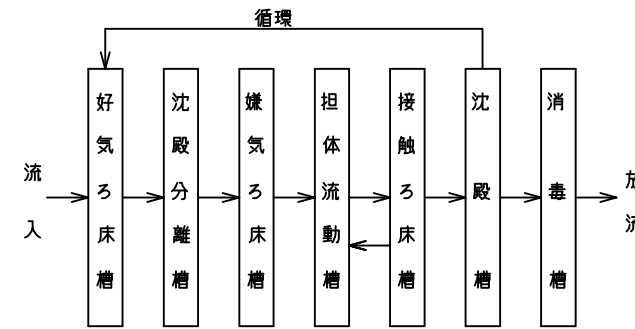 循環
流入
好気ろ床槽
沈殿分離槽
嫌気ろ床槽
担体流動槽
接触ろ床槽
沈殿槽
消毒槽
放流